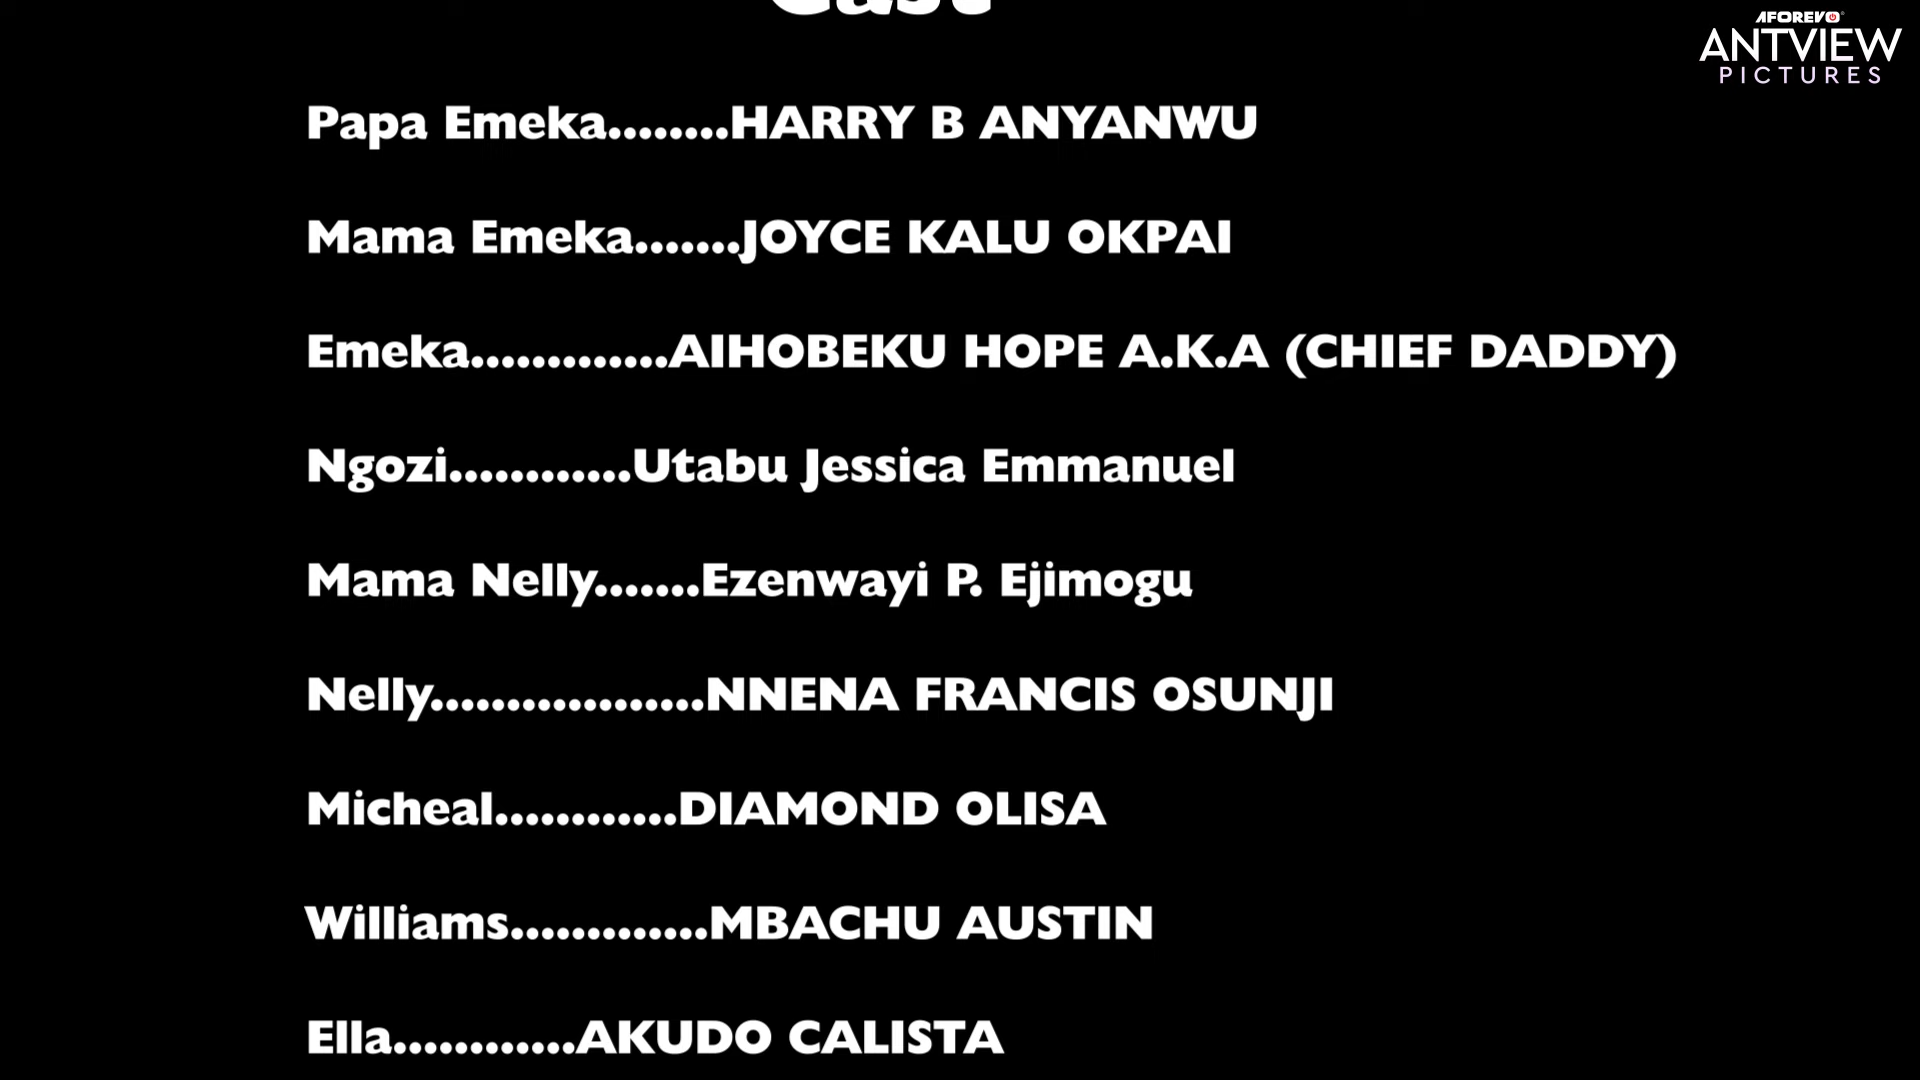 Cast
AFOREVO
ANTVIEW
PICTURES
Papa Emeka........HARRY B ANYANWU
Mama Emeka.......JOYCE KALU OKPAI
Emeka.............AIHOBEKU HOPE A.K.A (CHIEF DADDY)
Ngozi............Utabu Jessica Emmanuel
Mama Nelly.......Ezenwayi P. Ejimogu
Nelly..................NNENA FRANCIS OSUNJI
Micheal............DIAMOND OLISA
Williams.............MBACHU AUSTIN
Ella............AKUDO CALISTA